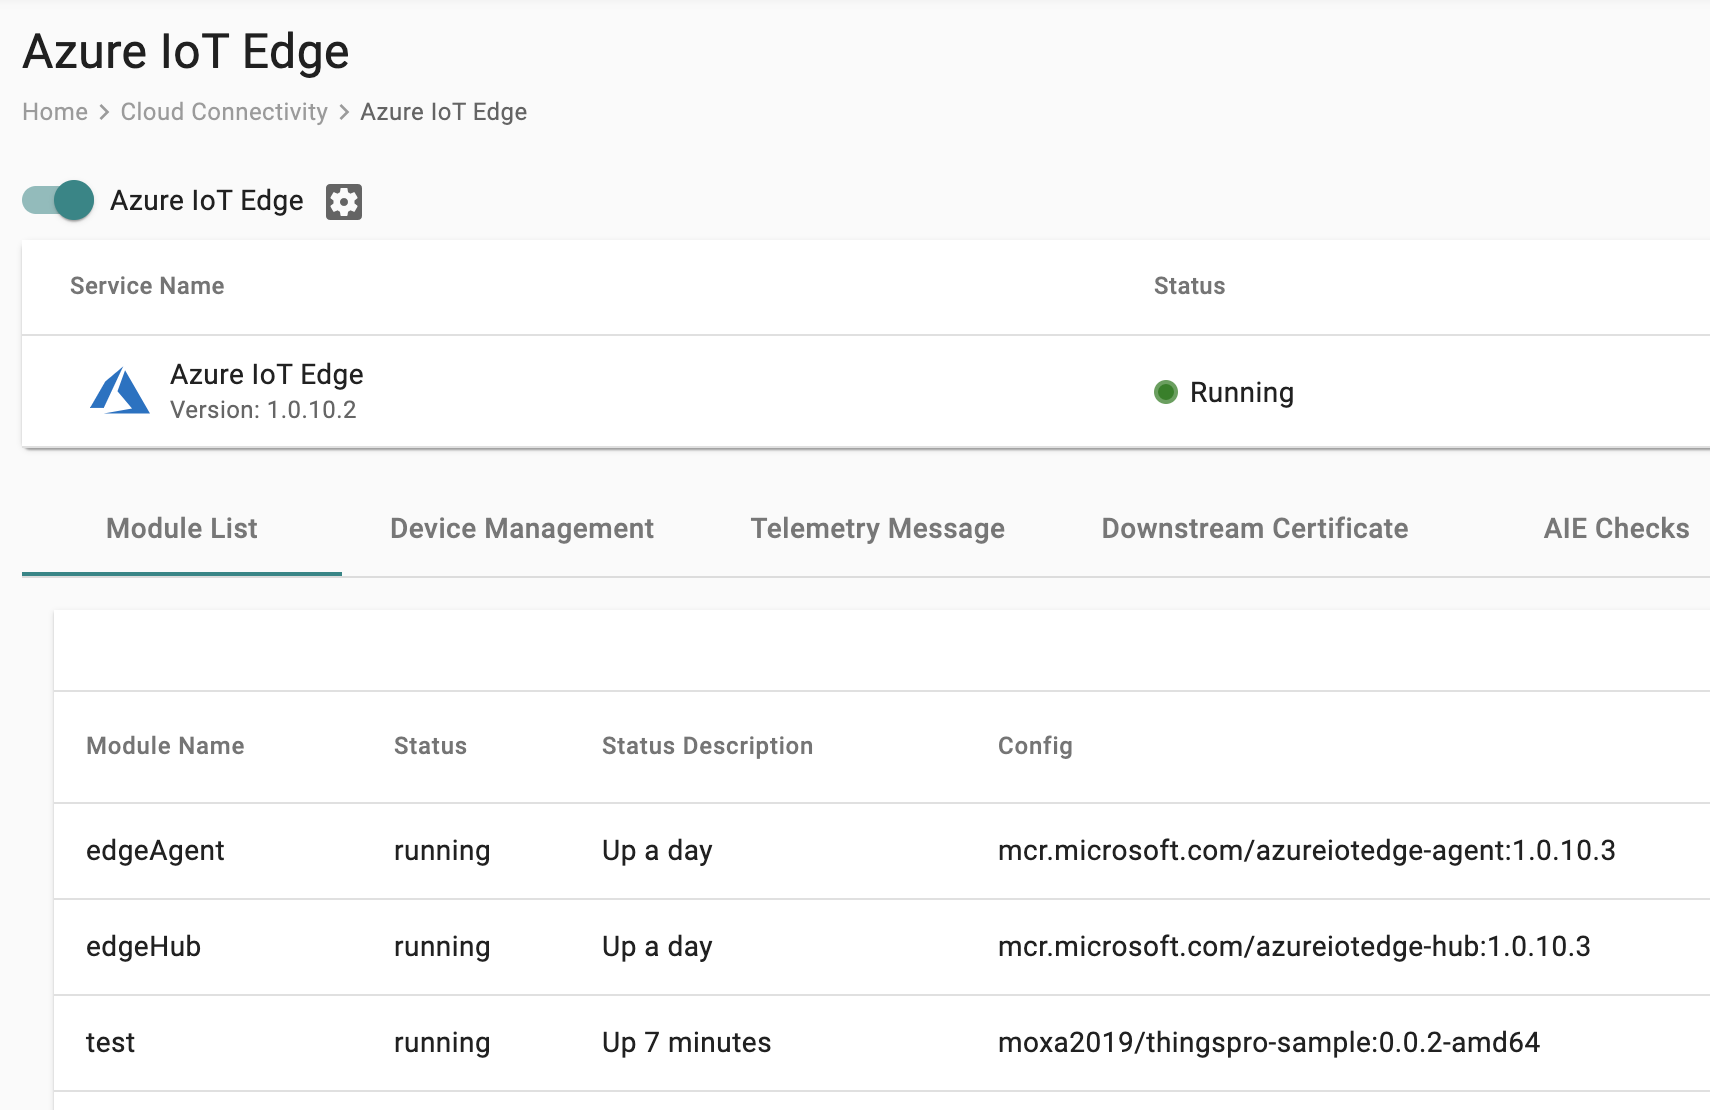 Azure IoT Edge
Home > Cloud Connectivity > Azure IoT Edge
Azure IoT Edge
Service Name Status
Azure IoT Edge
Version: 1.0.10.2
Running
Module List Device Management Telemetry Message Downstream Certificate AIE Checks
Module Name Status Status Description Config
edgeAgent running Up a day mcr.microsoft.com/azureiotedge-agent:1.0.10.3
edgeHub running Up a day mcr.microsoft.com/azureiotedge-hub:1.0.10.3
test running Up 7 minutes moxa2019/thingspro-sample:0.0.2-amd64